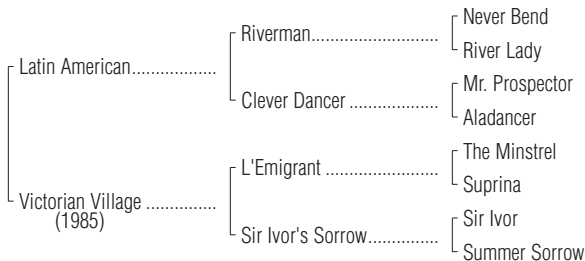 Never Bend
Riverman....................................
River Lady
Latin American..................
Mr. Prospector
Clever Dancer .........................
Aladancer
The Minstrel
L'Emigrant ................................
Suprina
Victorian Village ...............
(1985)
Sir Ivor
Sir Ivor's Sorrow....................
Summer Sorrow